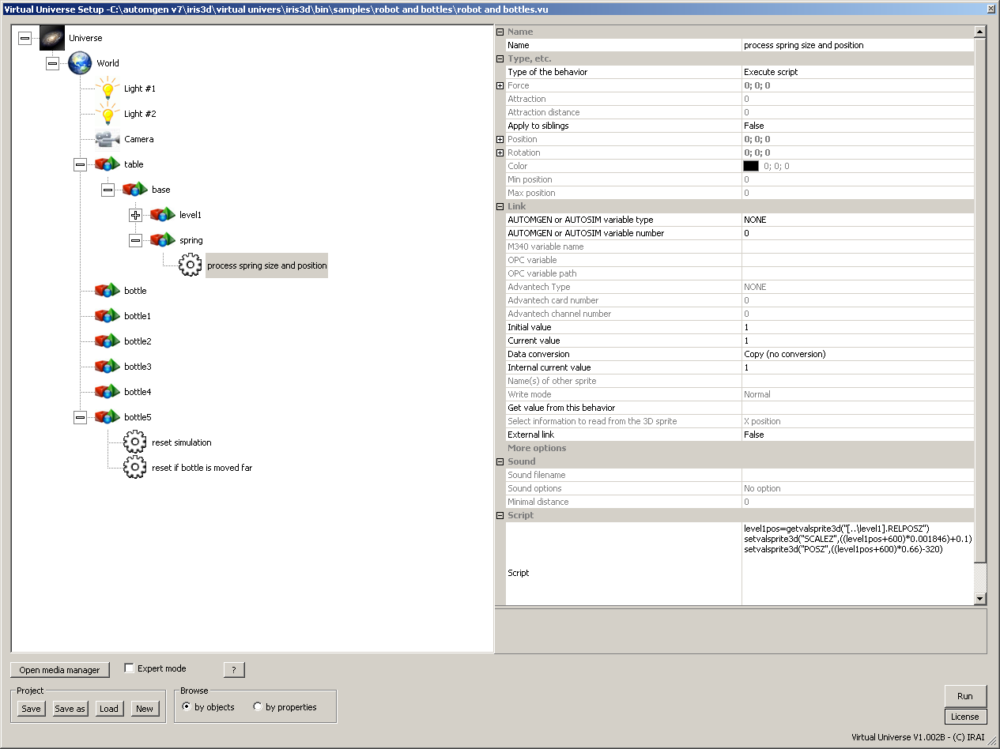 Virtual Universe Setup -C:\automgen v7\iris3d\virtual univers\iris3d\bin\samples\robot and bottles\robot and bottles.vu
Universe
World
Light #1
Light #2
Camera
table
base
level1
spring
process spring size and position
bottle
bottle1
bottle2
bottle3
bottle4
bottle5
reset simulation
reset if bottle is moved far
Name
Name process spring size and position
Type, etc.
Type of the behavior Execute script
Force 0; 0; 0
Attraction 0
Attraction distance 0
Apply to siblings False
Position 0; 0; 0
Rotation 0; 0; 0
Color 0; 0; 0
Min position 0
Max position 0
Link
AUTOMGEN or AUTOSIM variable type NONE
AUTOMGEN or AUTOSIM variable number 0
M340 variable name
OPC variable
OPC variable path
Advantech Type NONE
Advantech card number 0
Advantech channel number 0
Initial value 1
Current value 1
Data conversion Copy (no conversion)
Internal current value 1
Name(s) of other sprite
Write mode Normal
Get value from this behavior
Select information to read from the 3D sprite X position
External link False
More options
Sound
Sound filename
Sound options No option
Minimal distance 0
Script
level1pos=getvalsprite3d("[..\level1].RELPOSZ")
setvalsprite3d("SCALEZ",((level1pos+600)*0.001846)+0.1)
setvalsprite3d("POSZ",((level1pos+600)*0.66)-320)
Script
Open media manager Expert mode ?
Project Browse
Save Save as Load New by objects by properties
Run
License
Virtual Universe V1.002B - (C) IRAI